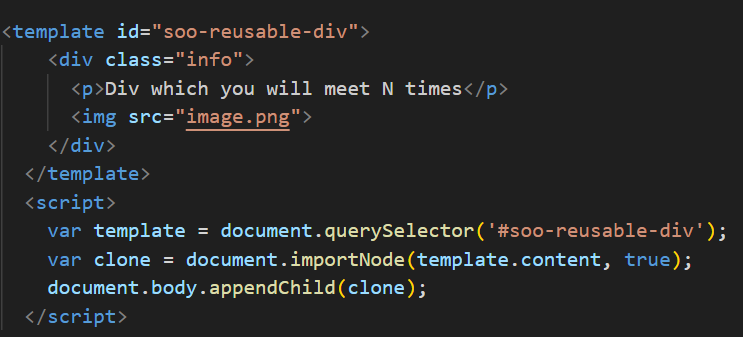 <template id="soo-reusable-div">
<div class="info">
<p>Div which you will meet N times</p>
<img src="image.png">
</div>
</template>
<script>
var template = document.querySelector('#soo-reusable-div');
var clone = document.importNode(template.content, true);
document.body.appendChild(clone);
</script>